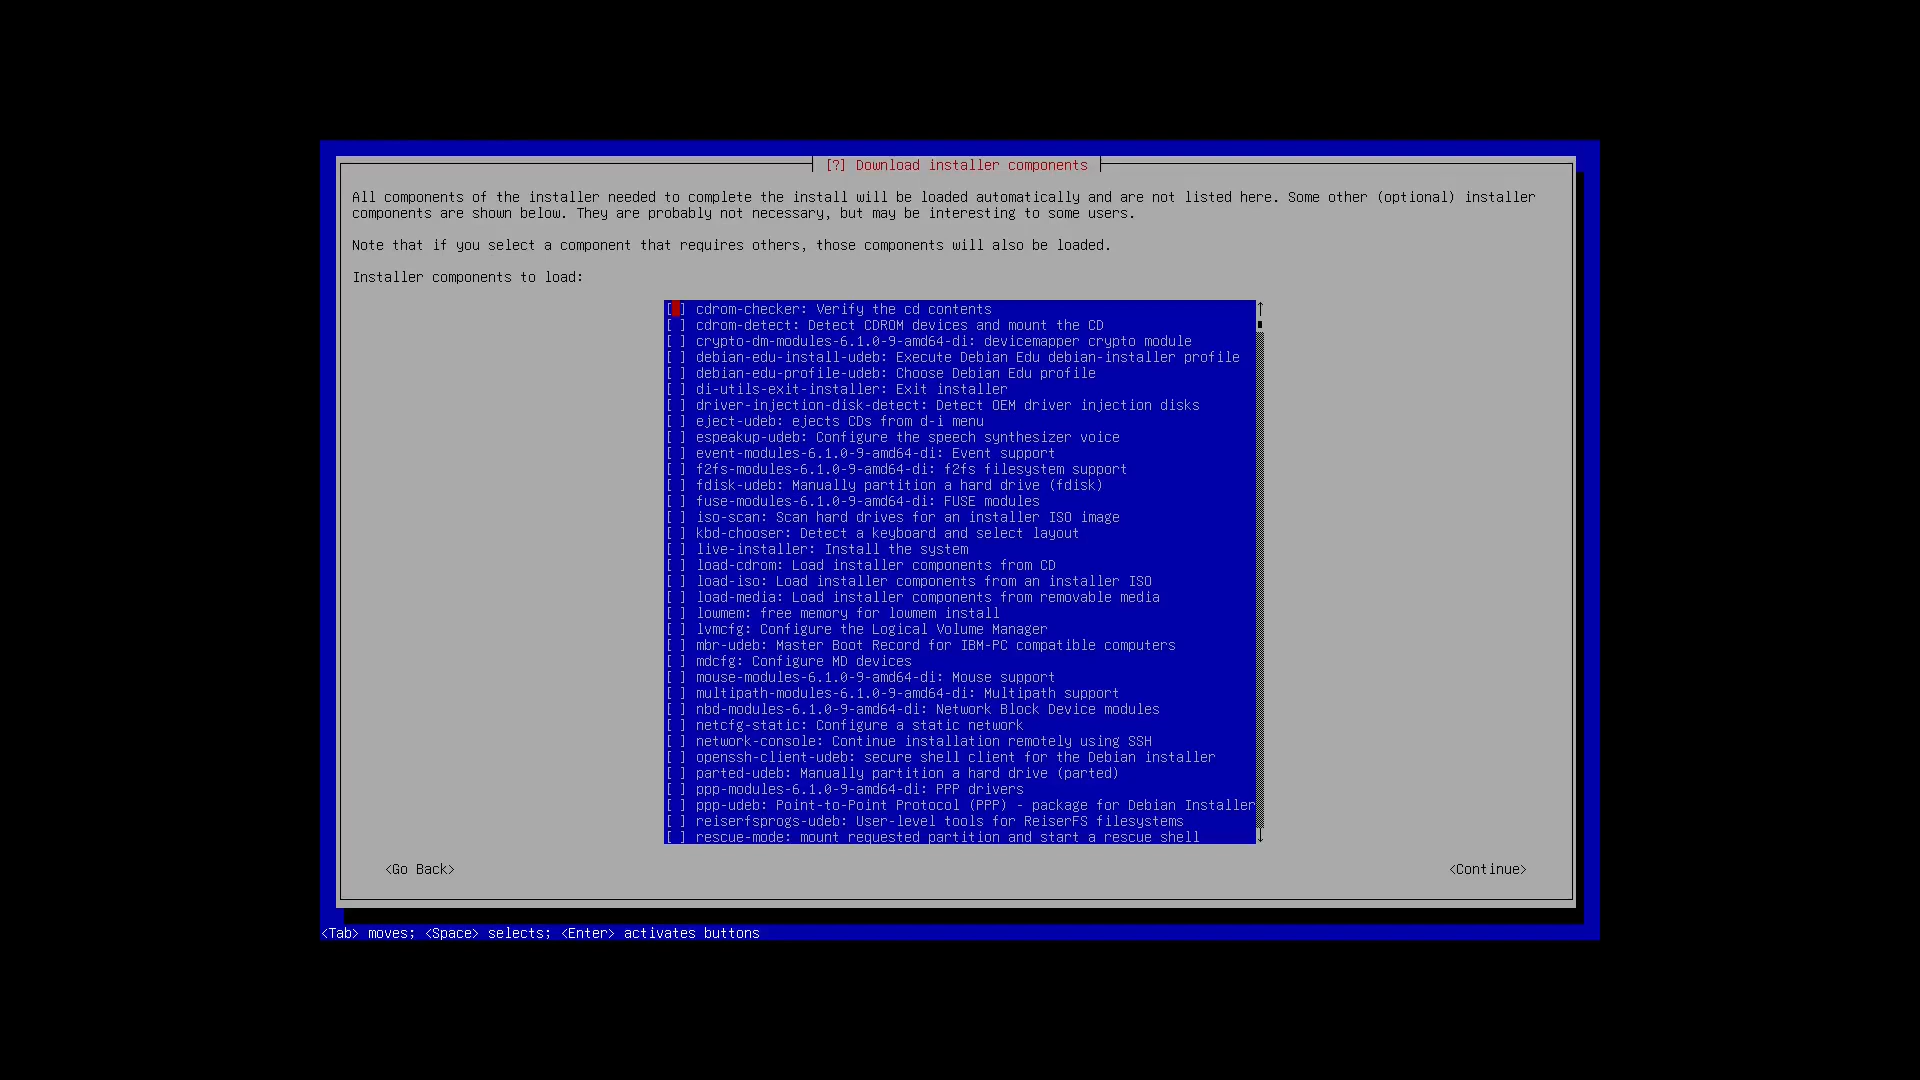 [?] Download installer components
All components of the installer needed to complete the install will be loaded automatically and are not listed here. Some other (optional) installer
components are shown below. They are probably not necessary, but may be interesting to some users.
Note that if you select a component that requires others, those components will also be loaded.
Installer components to load:
[ ] cdrom-checker: Verify the cd contents
[ ] cdrom-detect: Detect CDROM devices and mount the CD
[ ] crypto-dm-modules-6.1.0-9-amd64-di: devicemapper crypto module
[ ] debian-edu-install-udeb: Execute Debian Edu debian-installer profile
[ ] debian-edu-profile-udeb: Choose Debian Edu profile
[ ] di-utils-exit-installer: Exit installer
[ ] driver-injection-disk-detect: Detect OEM driver injection disks
[ ] eject-udeb: ejects CDs from d-i menu
[ ] espeakup-udeb: Configure the speech synthesizer voice
[ ] event-modules-6.1.0-9-amd64-di: Event support
[ ] f2fs-modules-6.1.0-9-amd64-di: f2fs filesystem support
[ ] fdisk-udeb: Manually partition a hard drive (fdisk)
[ ] fuse-modules-6.1.0-9-amd64-di: FUSE modules
[ ] iso-scan: Scan hard drives for an installer ISO image
[ ] kbd-chooser: Detect a keyboard and select layout
[ ] live-installer: Install the system
[ ] load-cdrom: Load installer components from CD
[ ] load-iso: Load installer components from an installer ISO
[ ] load-media: Load installer components from removable media
[ ] lowmem: free memory for lowmem install
[ ] lvmcfg: Configure the Logical Volume Manager
[ ] mbr-udeb: Master Boot Record for IBM-PC compatible computers
[ ] mdcfg: Configure MD devices
[ ] mouse-modules-6.1.0-9-amd64-di: Mouse support
[ ] multipath-modules-6.1.0-9-amd64-di: Multipath support
[ ] nbd-modules-6.1.0-9-amd64-di: Network Block Device modules
[ ] netcfg-static: Configure a static network
[ ] network-console: Continue installation remotely using SSH
[ ] openssh-client-udeb: secure shell client for the Debian installer
[ ] parted-udeb: Manually partition a hard drive (parted)
[ ] ppp-modules-6.1.0-9-amd64-di: PPP drivers
[ ] ppp-udeb: Point-to-Point Protocol (PPP) - package for Debian Installer
[ ] reiserfsprogs-udeb: User-level tools for ReiserFS filesystems
[ ] rescue-mode: mount requested partition and start a rescue shell
<Go Back> <Continue>
<Tab> moves; <Space> selects; <Enter> activates buttons